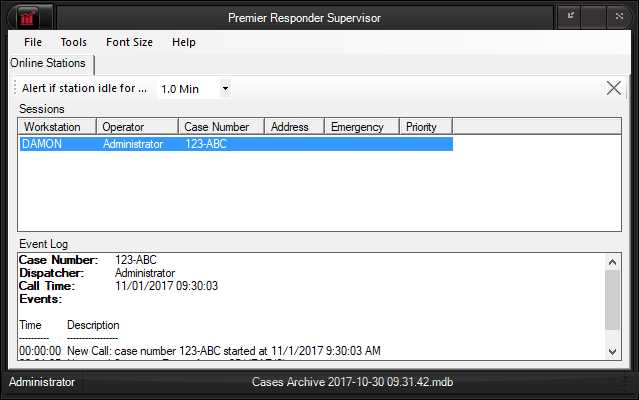 Premier Responder Supervisor
File Tools Font Size Help
Online Stations
Alert if station idle for ... 1.0 Min
Sessions
Workstation Operator Case Number Address Emergency Priority
DAMON Administrator 123-ABC
Event Log
Case Number: 123-ABC
Dispatcher: Administrator
Call Time: 11/01/2017 09:30:03
Events:
Time Description
---------- -----------------
00:00:00 New Call: case number 123-ABC started at 11/1/2017 9:30:03 AM
Administrator Cases Archive 2017-10-30 09.31.42.mdb